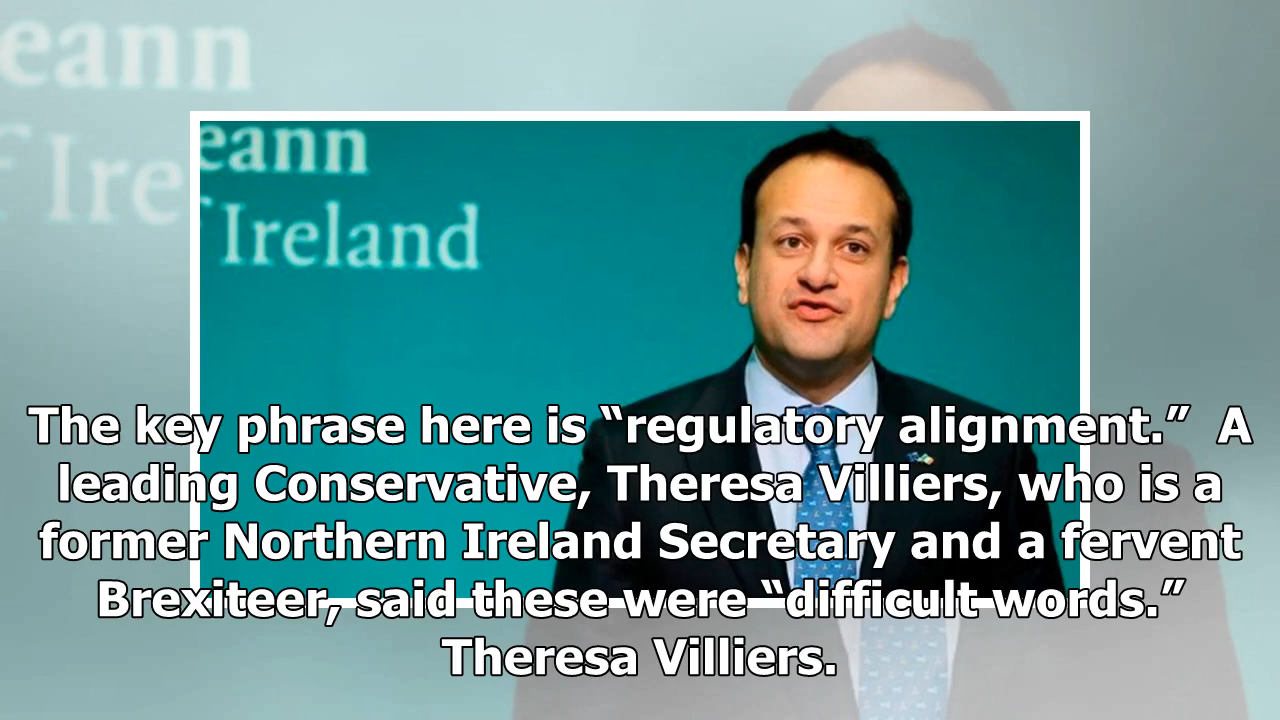 eann
f Ireland
eann
f Ire
The key phrase here is “regulatory alignment.” A
leading Conservative, Theresa Villiers, who is a
former Northern Ireland Secretary and a fervent
Brexiteer, said these were “difficult words.”
Theresa Villiers.